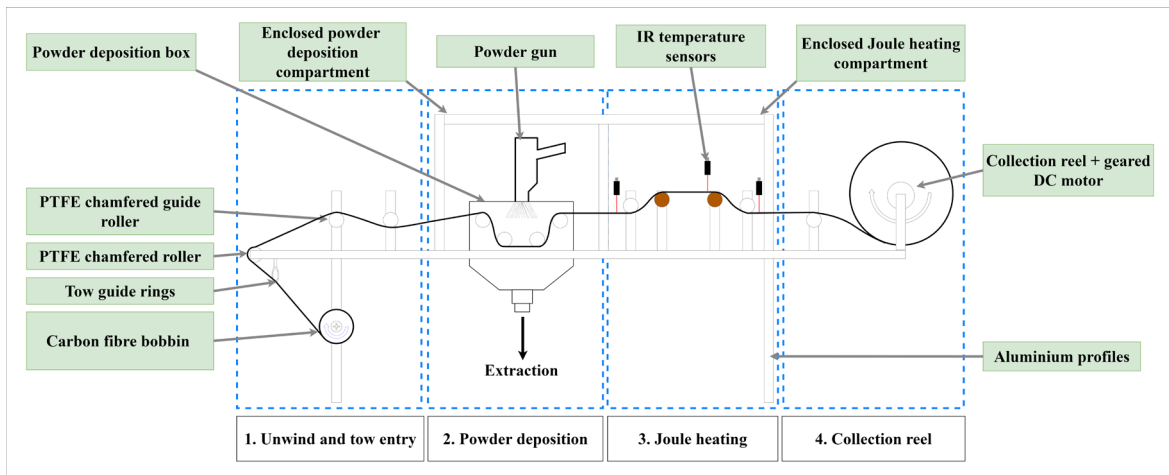 Powder deposition box
Enclosed powder
deposition
compartment
Powder gun
IR temperature
sensors
Enclosed Joule heating
compartment
PTFE chamfered guide
roller
PTFE chamfered roller
Tow guide rings
Carbon fibre bobbin
Collection reel + geared
DC motor
Aluminium profiles
Extraction
1. Unwind and tow entry
2. Powder deposition
3. Joule heating
4. Collection reel